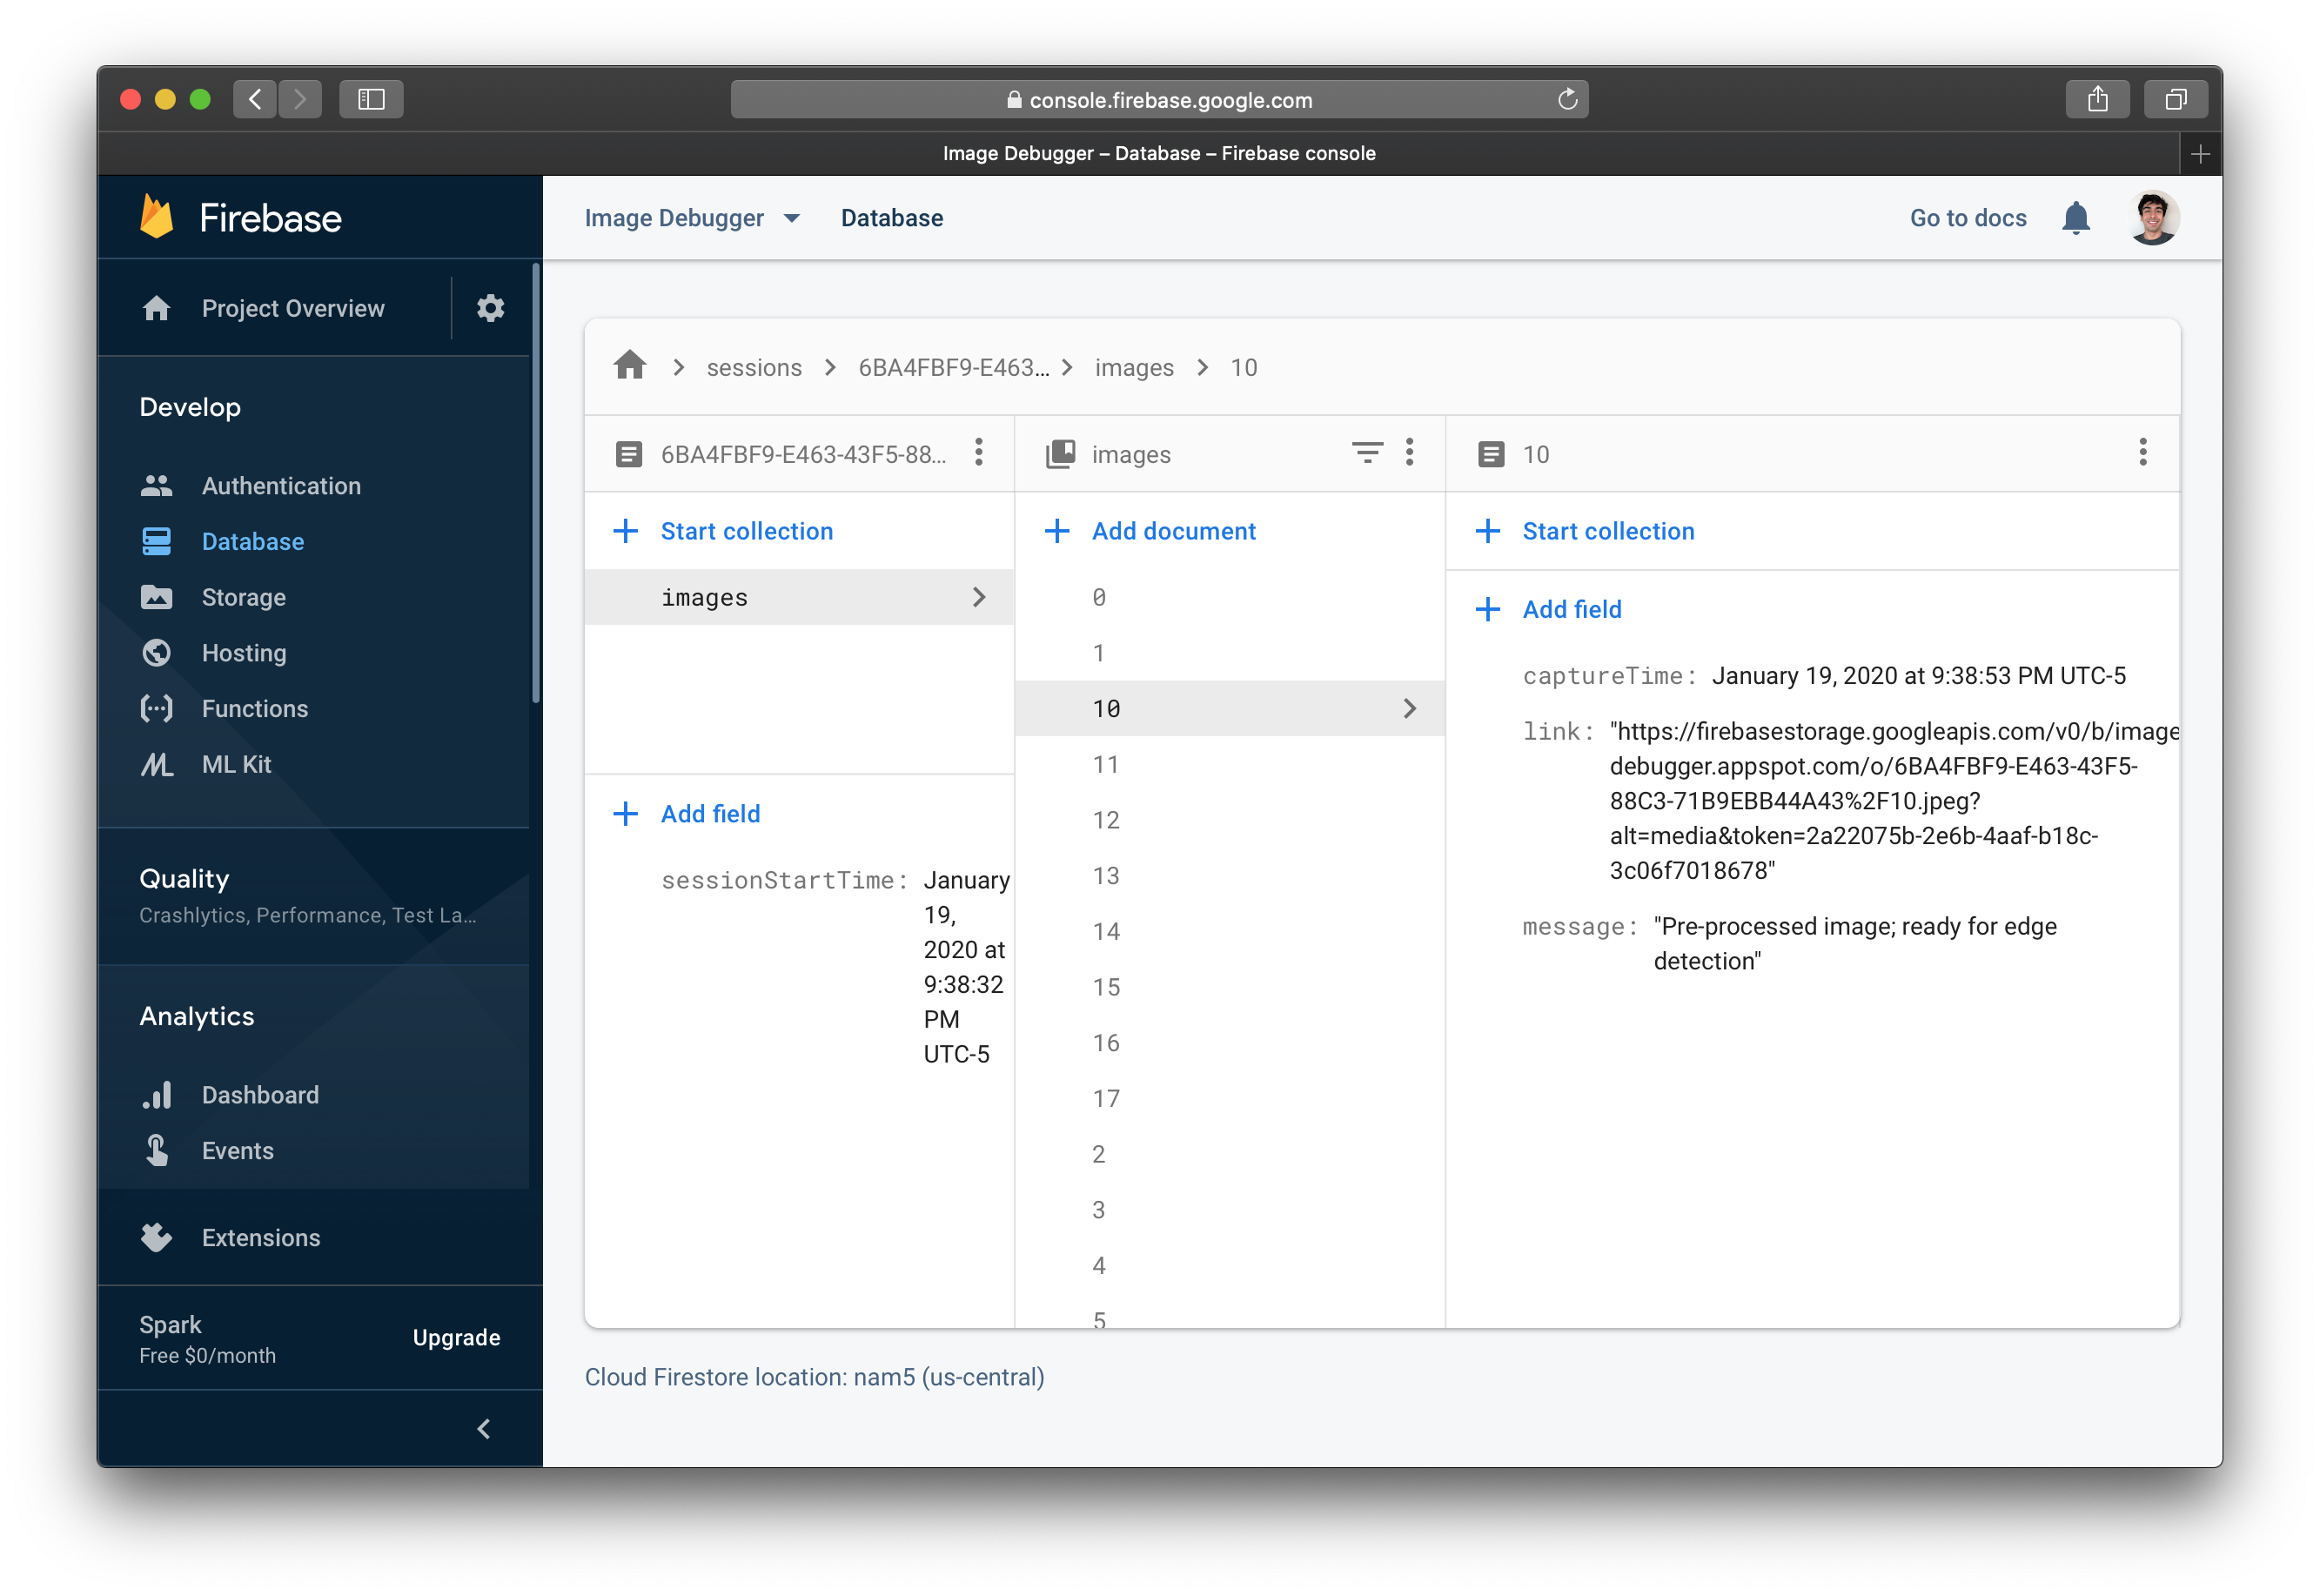 console.firebase.google.com
Image Debugger – Database – Firebase console
Firebase
Project Overview
Develop
Authentication
Database
Storage
Hosting
Functions
ML Kit
Quality
Crashlytics, Performance, Test La...
Analytics
Dashboard
Events
Extensions
Spark
Free $0/month
Upgrade
Image Debugger
Database
Go to docs
sessions
6BA4FBF9-E463...
images
10
6BA4FBF9-E463-43F5-88...
Start collection
images
Add field
sessionStartTime: January
19,
2020 at
9:38:32
PM
UTC-5
images
Add document
0
1
10
11
12
13
14
15
16
17
2
3
4
5
10
Start collection
Add field
captureTime: January 19, 2020 at 9:38:53 PM UTC-5
link: "https://firebasestorage.googleapis.com/v0/b/image
debugger.appspot.com/o/6BA4FBF9-E463-43F5-
88C3-71B9EBB44A43%2F10.jpeg?
alt=media&token=2a22075b-2e6b-4aaf-b18c-
3c06f7018678"
message: "Pre-processed image; ready for edge
detection"
Cloud Firestore location: nam5 (us-central)